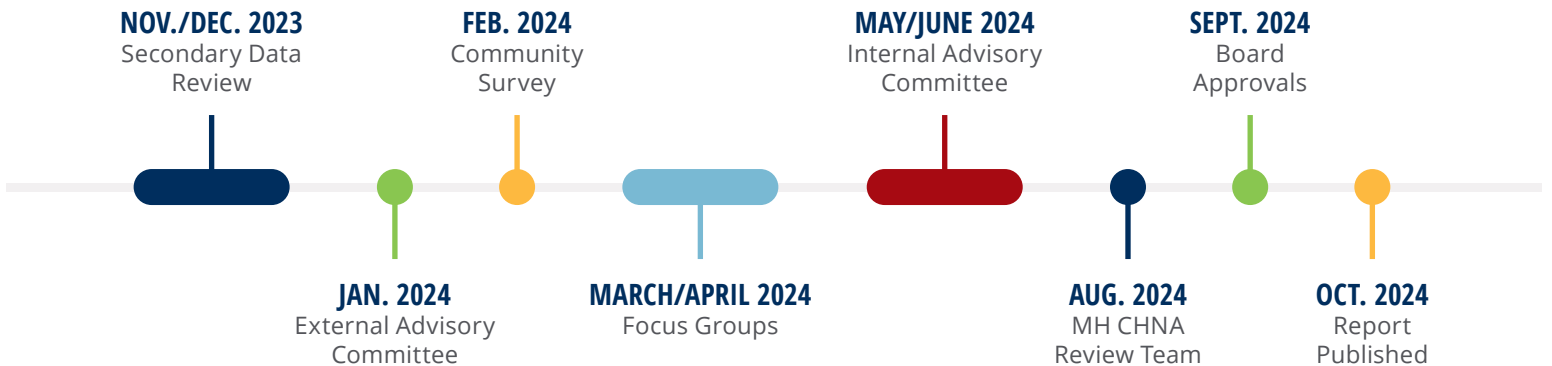 NOV./DEC. 2023
Secondary Data
Review
JAN. 2024
External Advisory
Committee
FEB. 2024
Community
Survey
MARCH/APRIL 2024
Focus Groups
MAY/JUNE 2024
Internal Advisory
Committee
AUG. 2024
MH CHNA
Review Team
SEPT. 2024
Board
Approvals
OCT. 2024
Report
Published